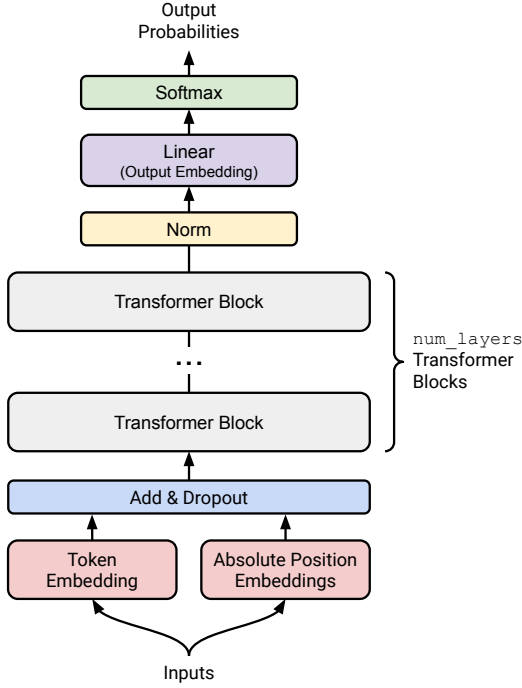 Output
Probabilities
Softmax
Linear
(Output Embedding)
Norm
Transformer Block
...
Transformer Block
num_layers
Transformer
Blocks
Add & Dropout
Token
Embedding
Absolute Position
Embeddings
Inputs